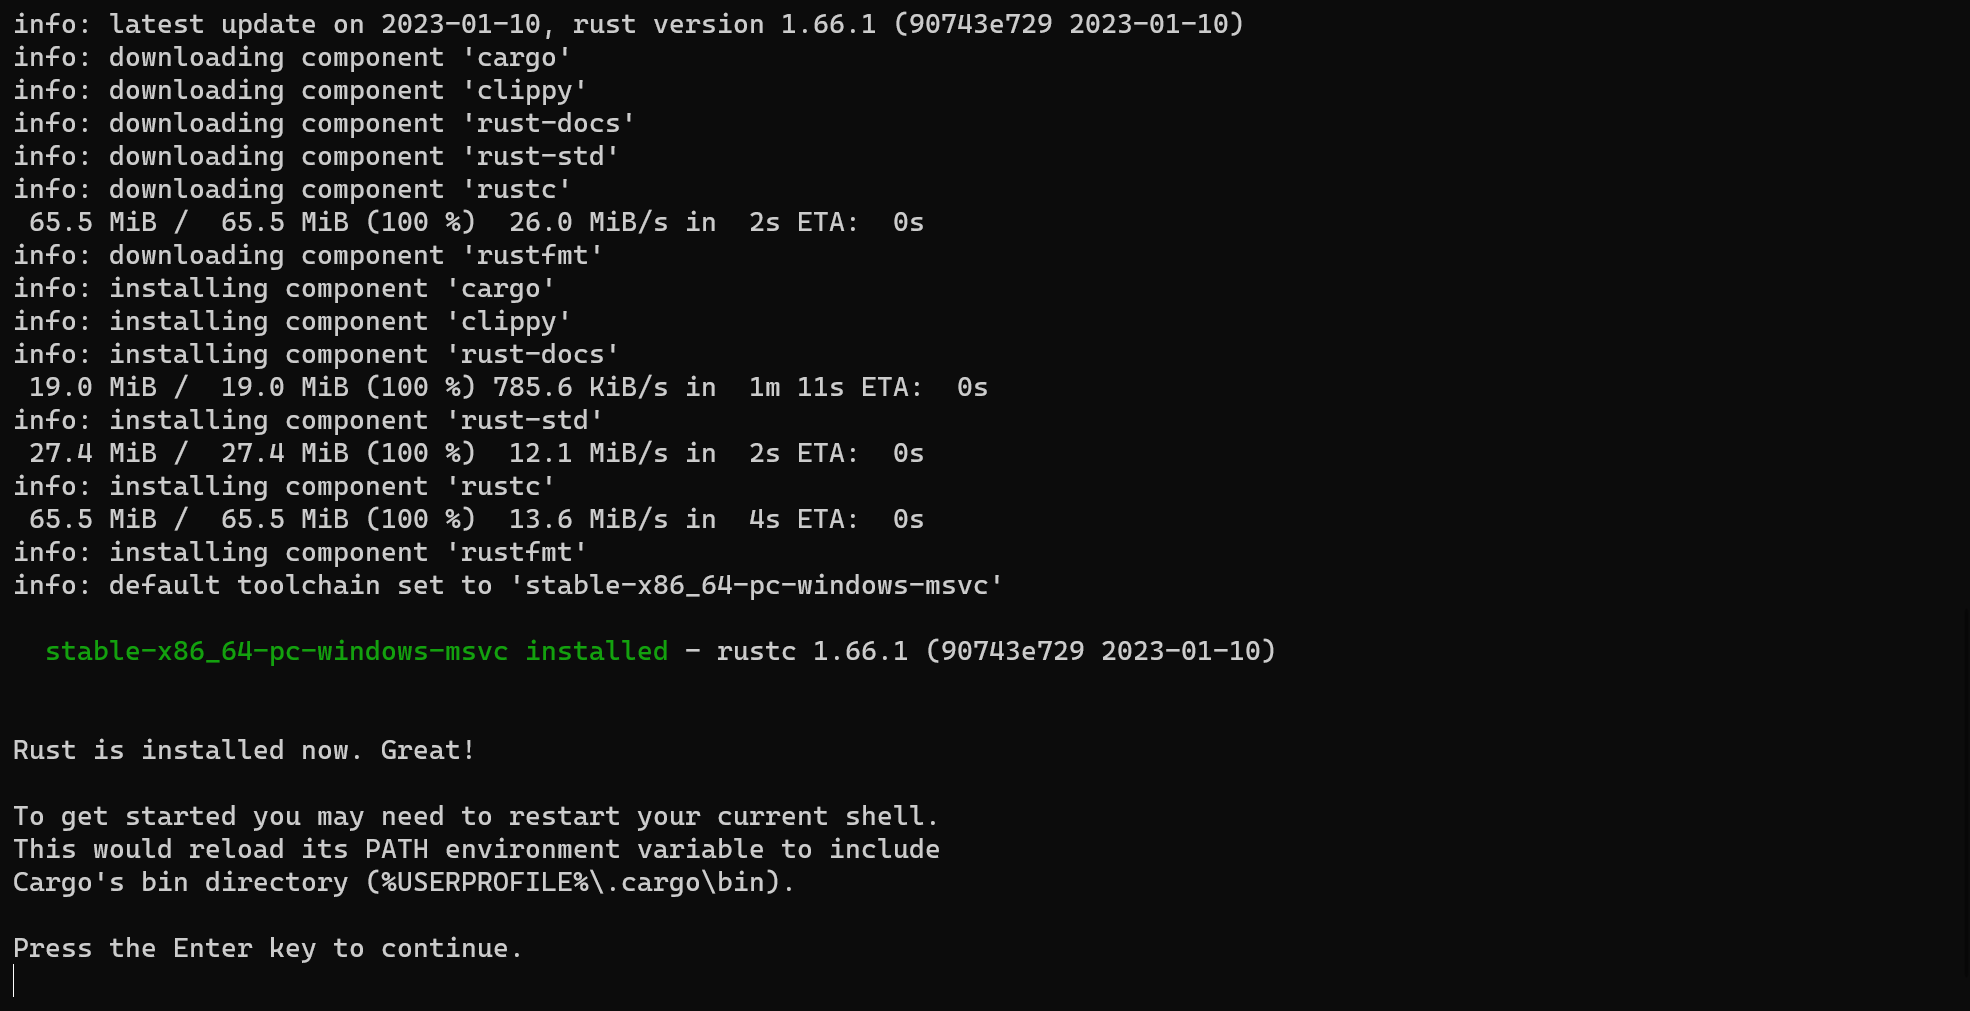 info: latest update on 2023-01-10, rust version 1.66.1 (90743e729 2023-01-10)
info: downloading component 'cargo'
info: downloading component 'clippy'
info: downloading component 'rust-docs'
info: downloading component 'rust-std'
info: downloading component 'rustc'
 65.5 MiB /  65.5 MiB (100 %)  26.0 MiB/s in  2s ETA:  0s
info: downloading component 'rustfmt'
info: installing component 'cargo'
info: installing component 'clippy'
info: installing component 'rust-docs'
 19.0 MiB /  19.0 MiB (100 %) 785.6 KiB/s in  1m 11s ETA:  0s
info: installing component 'rust-std'
 27.4 MiB /  27.4 MiB (100 %)  12.1 MiB/s in  2s ETA:  0s
info: installing component 'rustc'
 65.5 MiB /  65.5 MiB (100 %)  13.6 MiB/s in  4s ETA:  0s
info: installing component 'rustfmt'
info: default toolchain set to 'stable-x86_64-pc-windows-msvc'
  stable-x86_64-pc-windows-msvc installed - rustc 1.66.1 (90743e729 2023-01-10)
Rust is installed now. Great!
To get started you may need to restart your current shell.
This would reload its PATH environment variable to include
Cargo's bin directory (%USERPROFILE%\.cargo\bin).
Press the Enter key to continue.